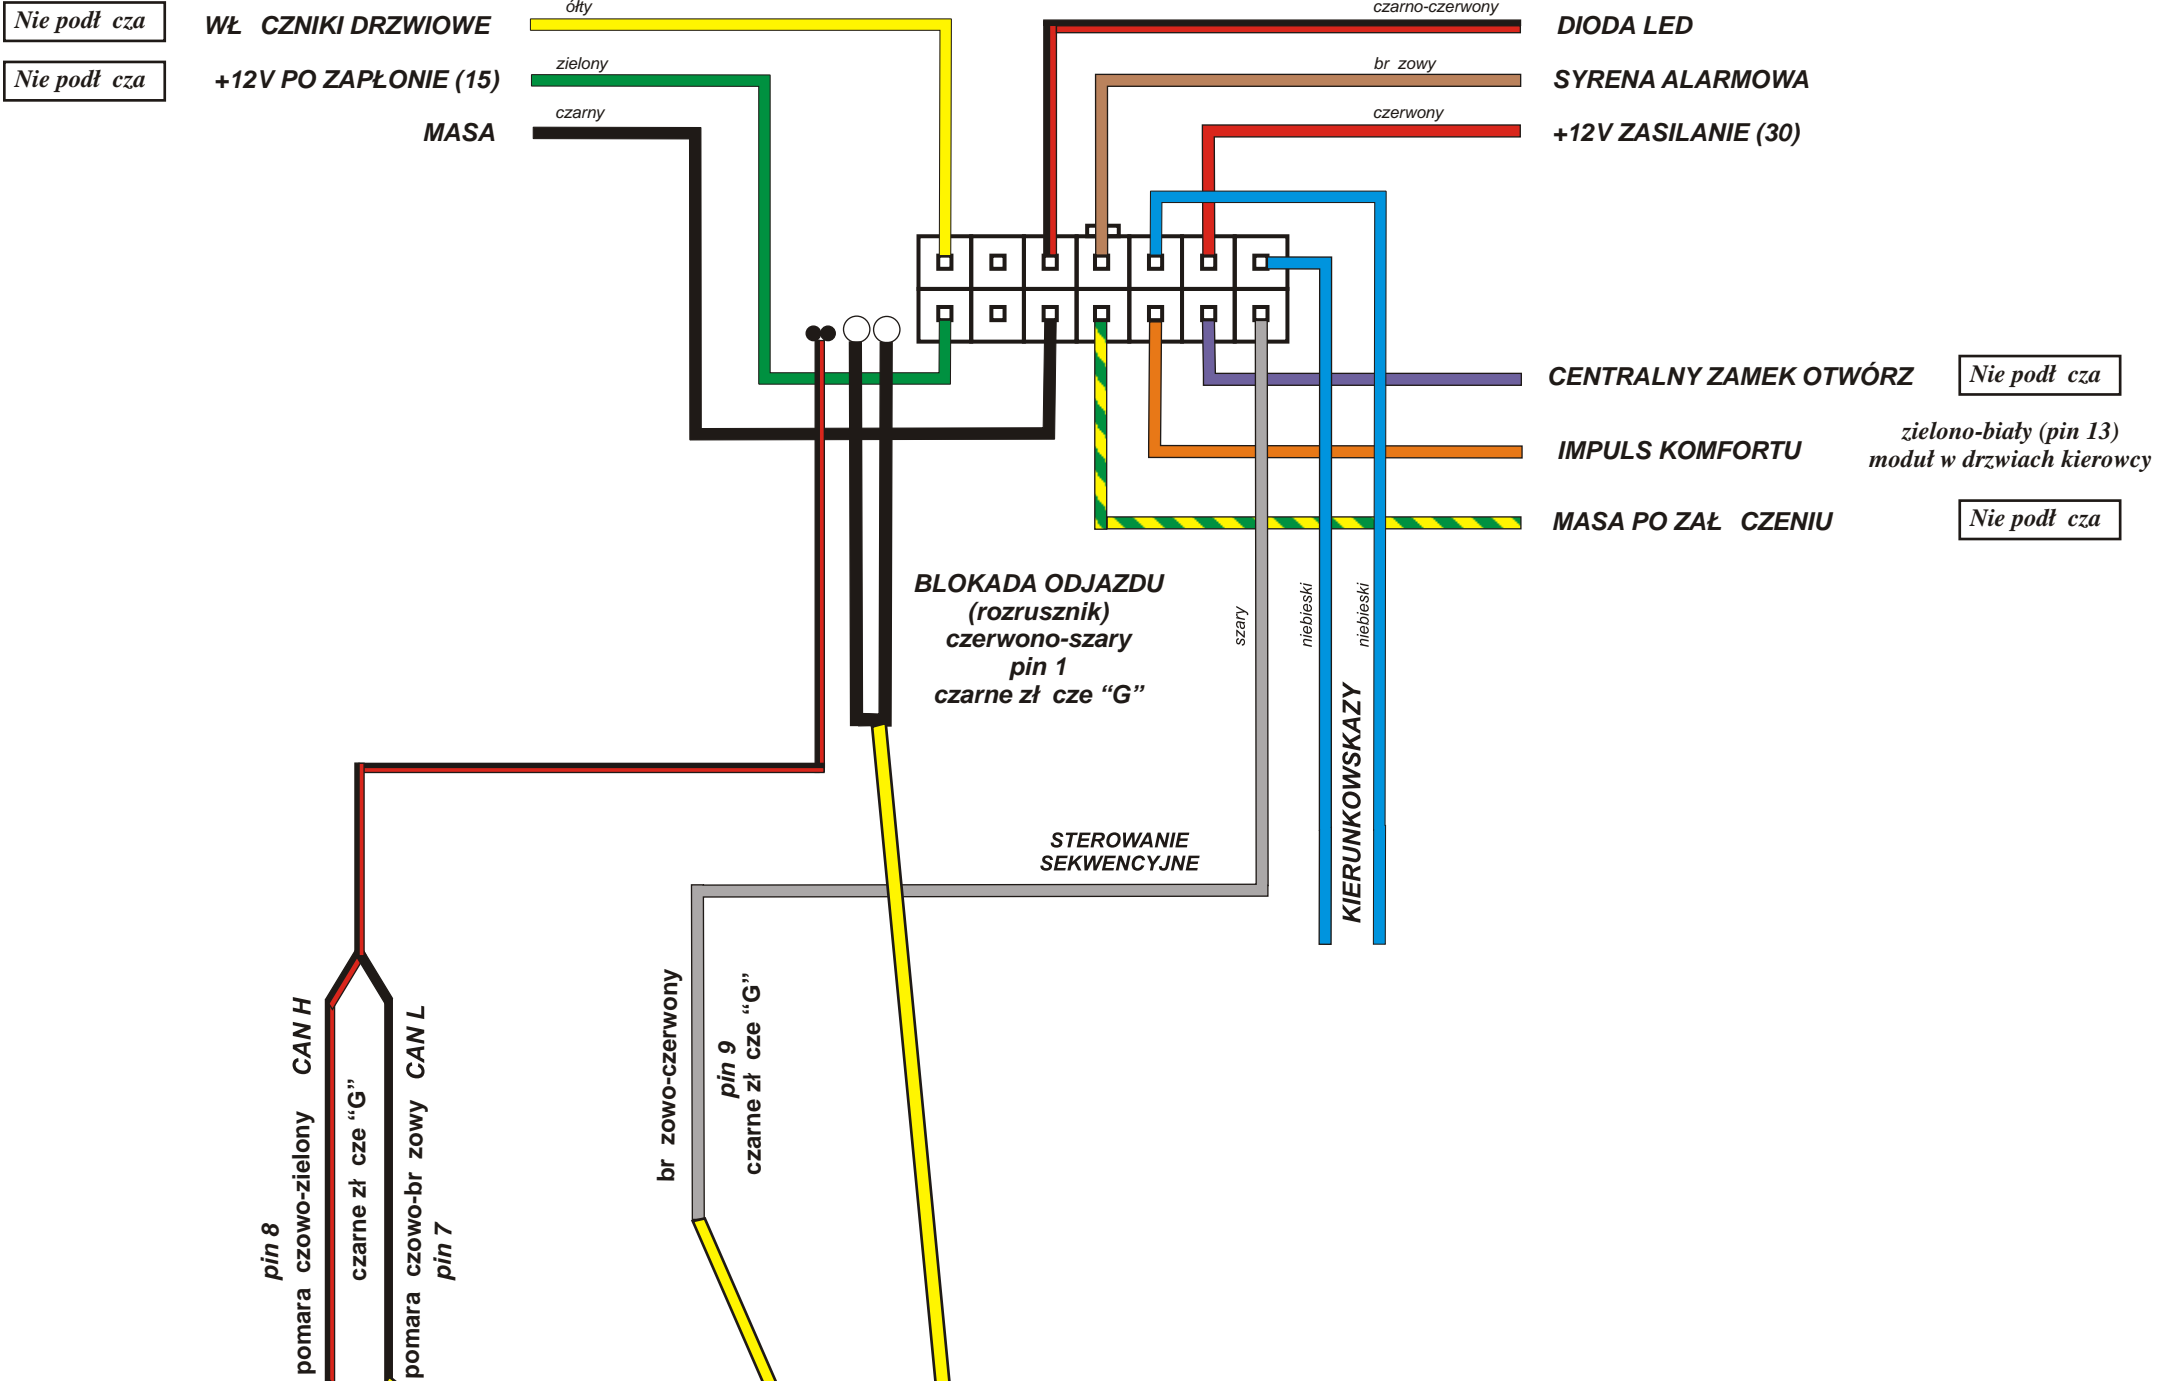 Nie podł cza
WŁ CZNIKI DRZWIOWE
ółty
czarno-czerwony
DIODA LED
Nie podł cza
+12V PO ZAPŁONIE (15)
zielony
br zowy
SYRENA ALARMOWA
MASA
czarny
czerwony
+12V ZASILANIE (30)
CENTRALNY ZAMEK OTWÓRZ
Nie podł cza
IMPULS KOMFORTU
zielono-biały (pin 13)
moduł w drzwiach kierowcy
MASA PO ZAŁ CZENIU
Nie podł cza
BLOKADA ODJAZDU
(rozrusznik)
czerwono-szary
pin 1
czarne zł cze “G”
szary
niebieski
niebieski
KIERUNKOWSKAZY
STEROWANIE
SEKWENCYJNE
br zowo-czerwony
pin 9
czarne zł cze “G”
pin 8
pomara czowo-zielony CAN H
czarne zł cze “G”
pomara czowo-br zowy CAN L
pin 7